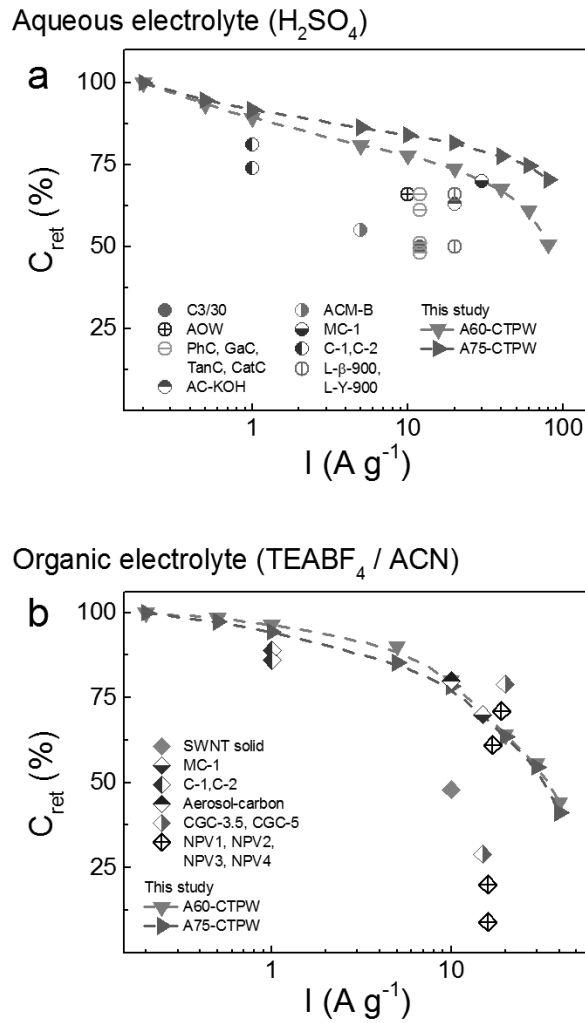 Aqueous electrolyte (H₂SO₄)
a
100
75
50
25
C_ret (%)
C3/30
AOW
PhC, GaC,
TanC, CatC
AC-KOH
ACM-B
MC-1
C-1,C-2
L-β-900,
L-Y-900
This study
A60-CTPW
A75-CTPW
1
10
100
I (A g⁻¹)
Organic electrolyte (TEABF₄ / ACN)
b
100
75
50
25
C_ret (%)
SWNT solid
MC-1
C-1,C-2
Aerosol-carbon
CGC-3.5, CGC-5
NPV1, NPV2,
NPV3, NPV4
This study
A60-CTPW
A75-CTPW
1
10
I (A g⁻¹)